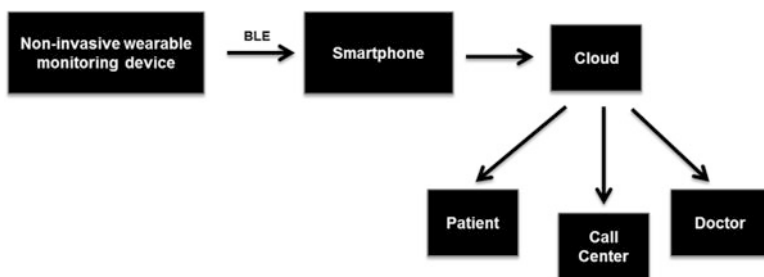 Non-invasive wearable
monitoring device
BLE
Smartphone
Cloud
Patient
Call
Center
Doctor